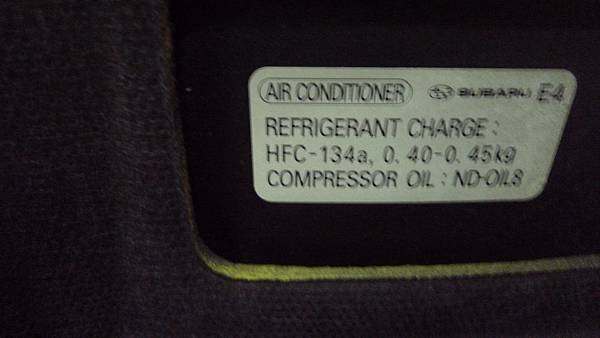 AIR CONDITIONER SUBARU E4
REFRIGERANT CHARGE:
HFC-134a, 0.40-0.45kg
COMPRESSOR OIL: ND-OIL8